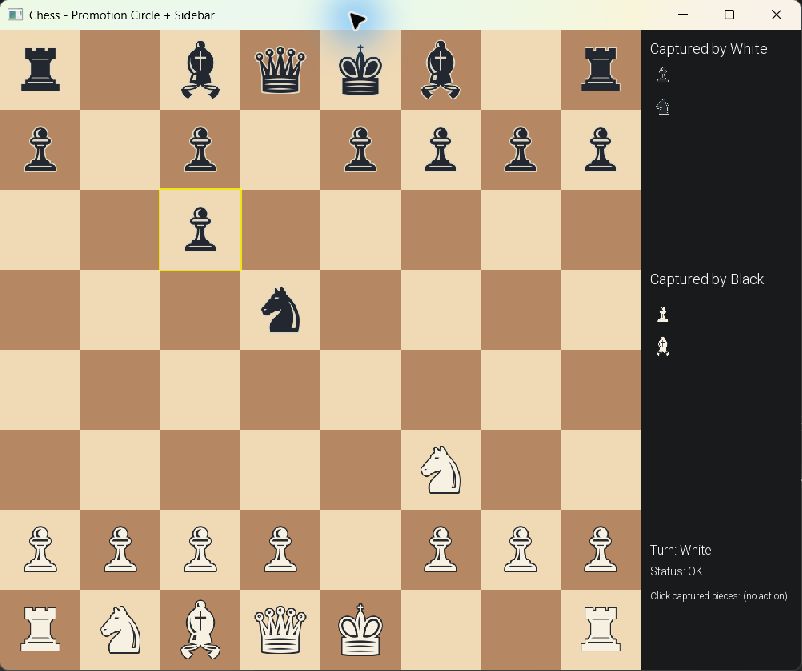 Chess - Promotion Circle + Sidebar
Captured by White
Captured by Black
Turn: White
Status: OK
Click captured pieces: (no action)